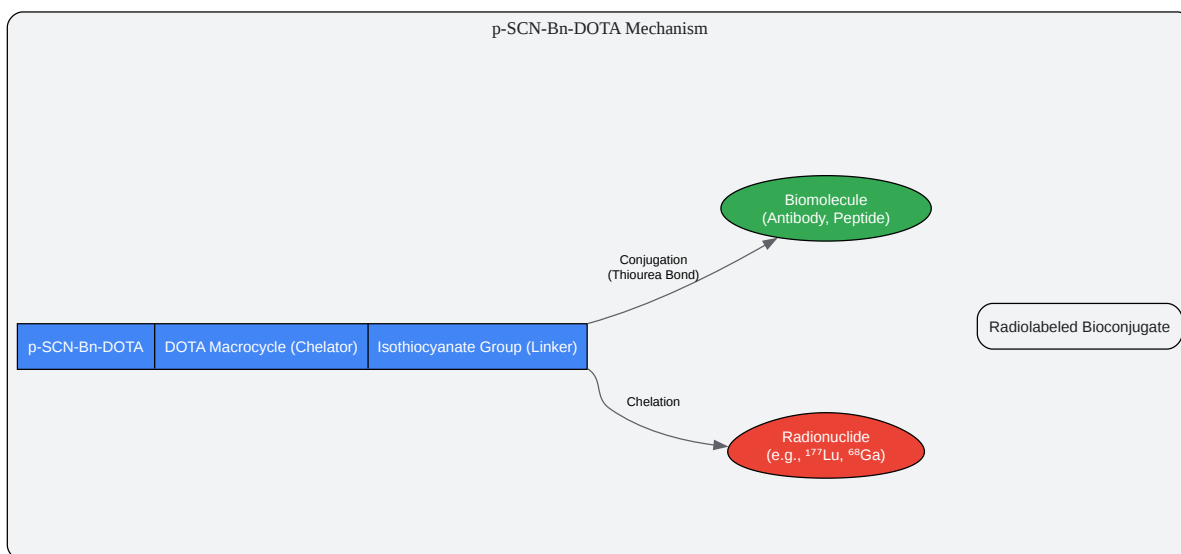 p-SCN-Bn-DOTA Mechanism
Biomolecule
(Antibody, Peptide)
Conjugation
(Thiourea Bond)
Radiolabeled Bioconjugate
p-SCN-Bn-DOTA
DOTA Macrocycle (Chelator)
Isothiocyanate Group (Linker)
Chelation
Radionuclide
(e.g., ¹⁷⁷Lu, ⁶⁸Ga)